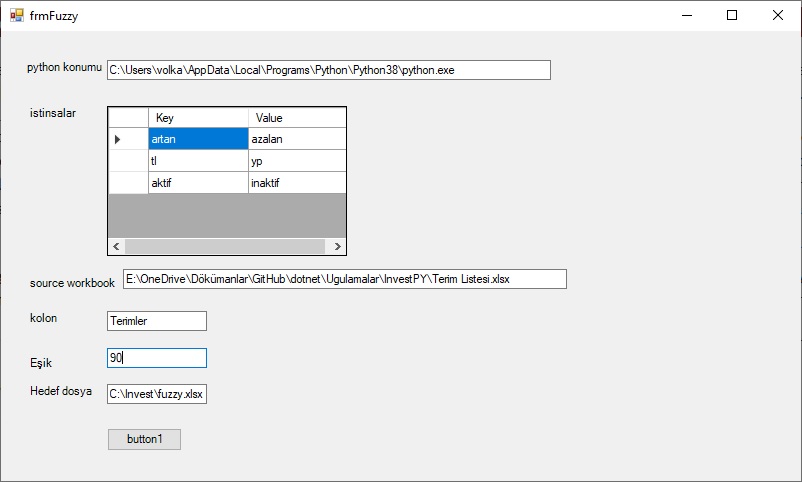 frmFuzzy
python konumu C:\Users\volka\AppData\Local\Programs\Python\Python38\python.exe
istinsalar
Key Value
artan azalan
tl yp
aktif inaktif
source workbook E:\OneDrive\Dökümanlar\GitHub\dotnet\Ugulamalar\InvestPY\Terim Listesi.xlsx
kolon Terimler
Eşik 90
Hedef dosya C:\Invest\fuzzy.xlsx
button1